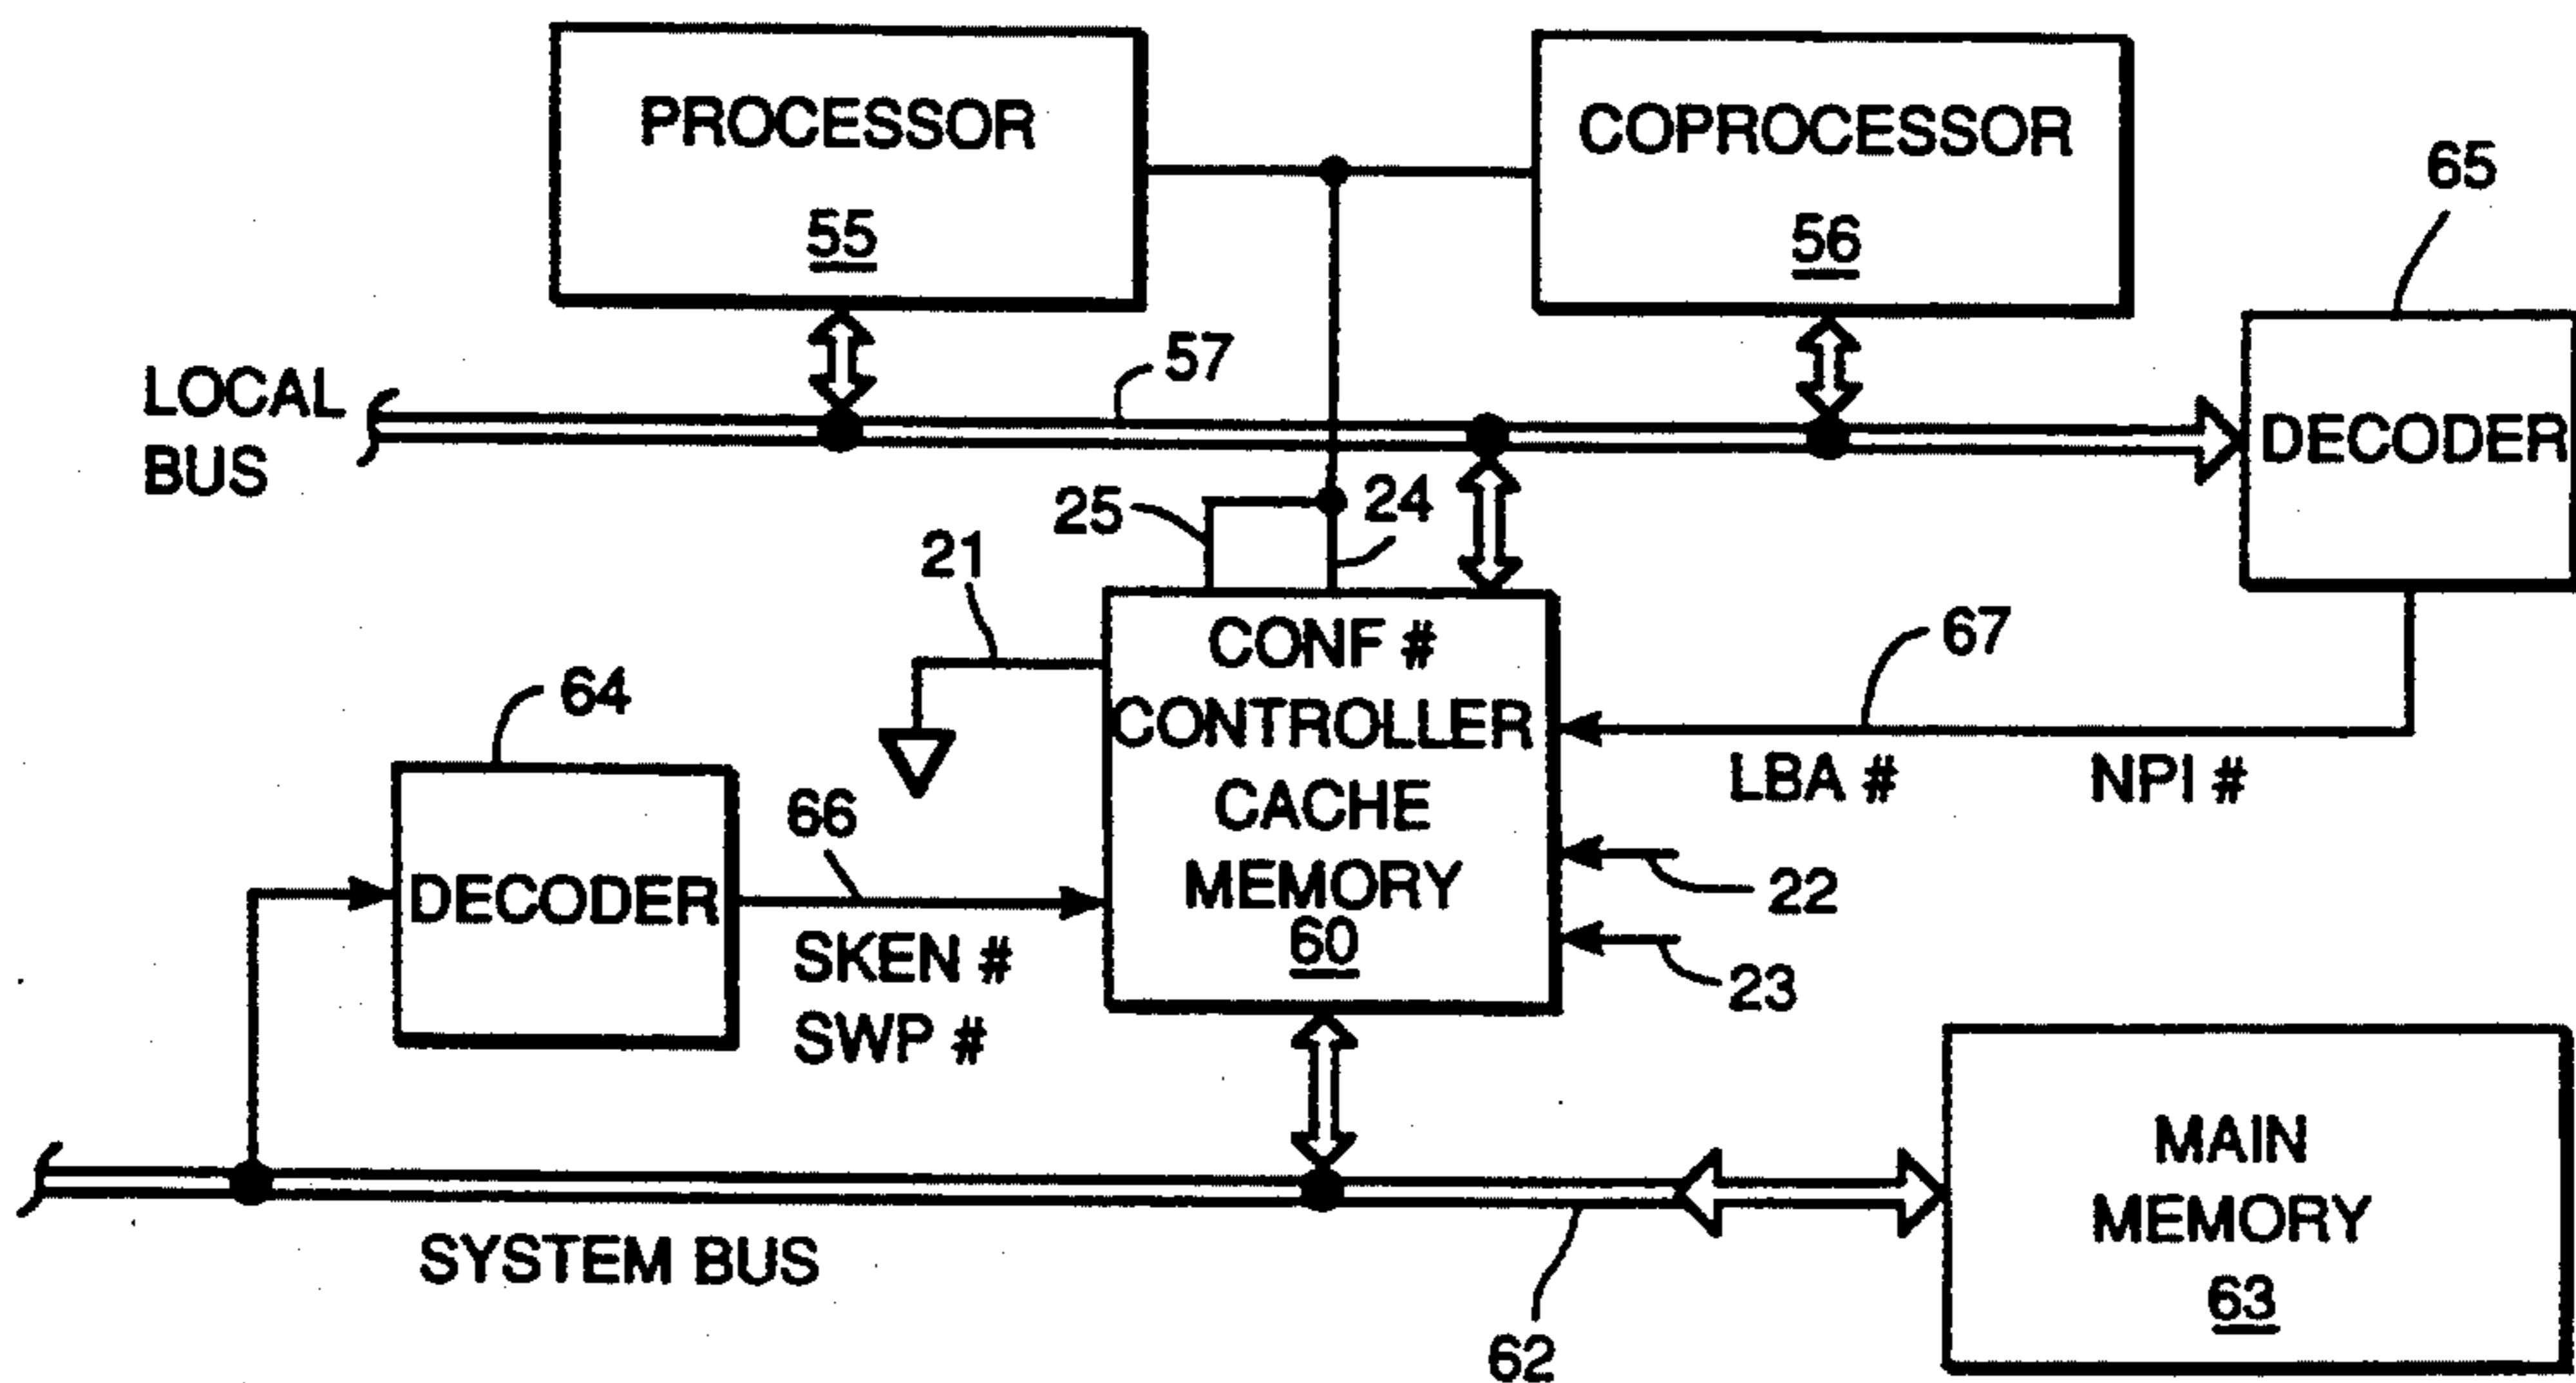 PROCESSOR
55
COPROCESSOR
56
65
LOCAL
BUS
57
DECODER
25
24
21
CONF #
CONTROLLER
CACHE
MEMORY
60
67
LBA #
NPI #
64
DECODER
66
SKEN #
SWP #
22
23
MAIN
MEMORY
63
SYSTEM BUS
62